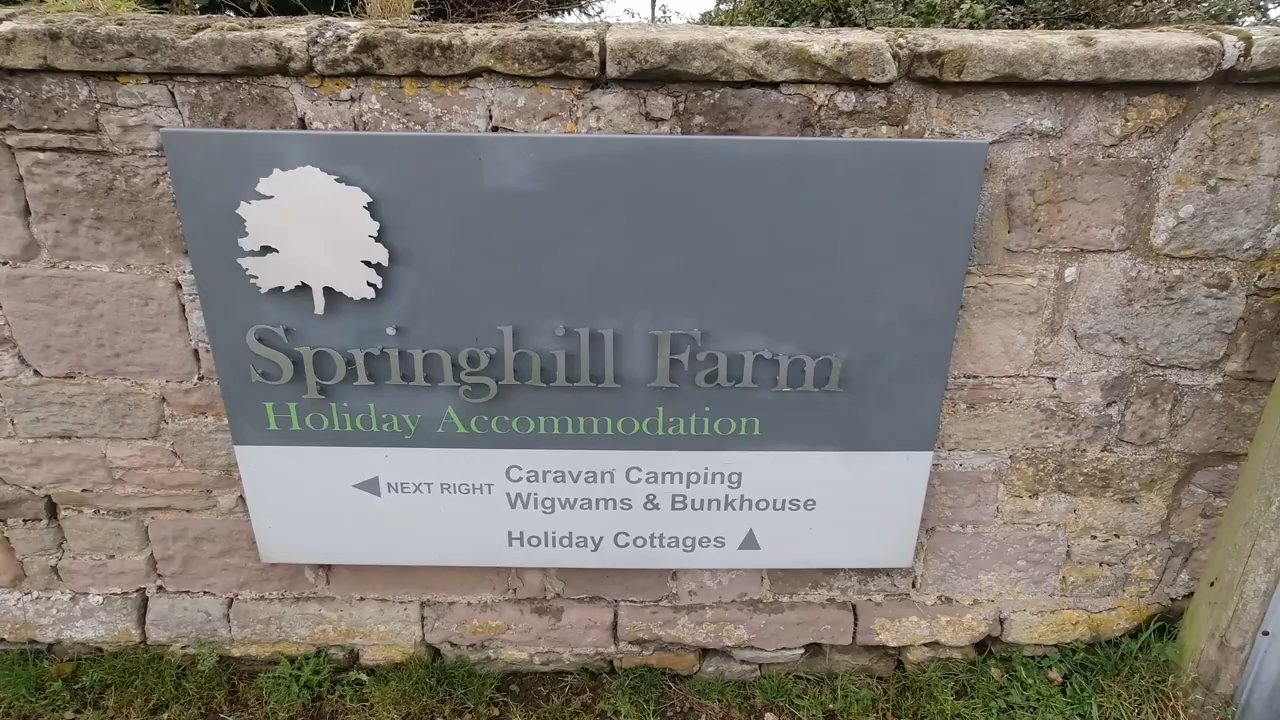 Springhill Farm
Holiday Accommodation
◀ NEXT RIGHT Caravan Camping
Wigwams & Bunkhouse
Holiday Cottages ▲